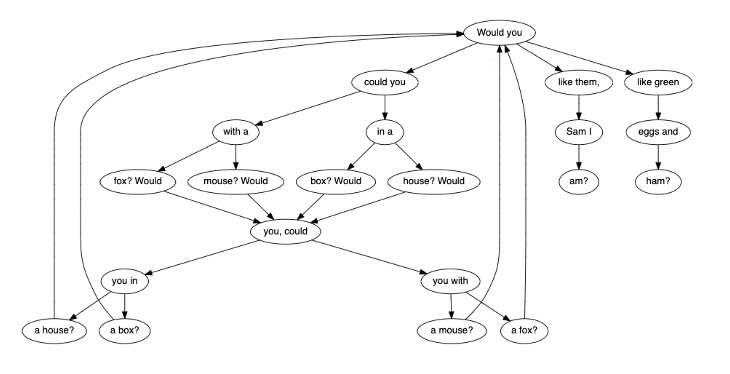 Would you
could you
like them,
like green
with a
in a
Sam I
eggs and
fox? Would
mouse? Would
box? Would
house? Would
am?
ham?
you, could
you in
you with
a house?
a box?
a mouse?
a fox?